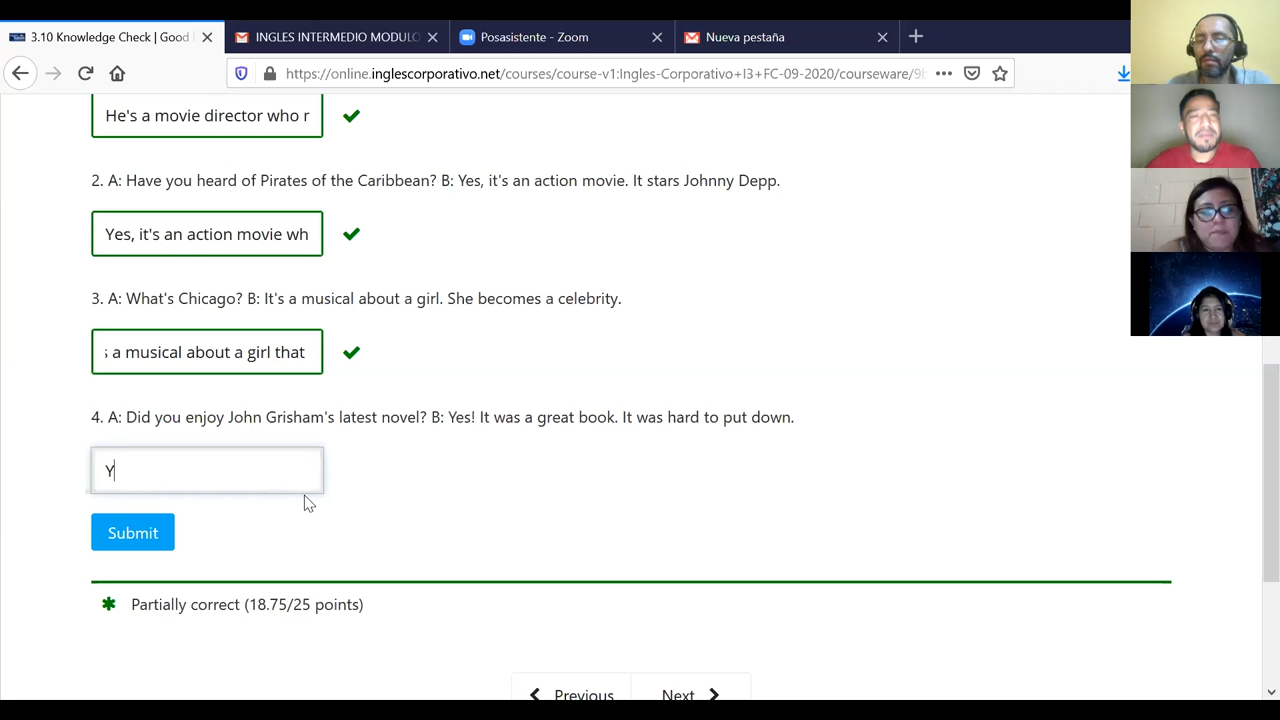 3.10 Knowledge Check | Good
INGLES INTERMEDIO MODULO
Posasistente - Zoom
Nueva pestaña
https://online.inglescorporativo.net/courses/course-v1:Ingles-Corporativo+I3+FC-09-2020/courseware/9
He's a movie director who r
2. A: Have you heard of Pirates of the Caribbean? B: Yes, it's an action movie. It stars Johnny Depp.
Yes, it's an action movie wh
3. A: What's Chicago? B: It's a musical about a girl. She becomes a celebrity.
s a musical about a girl that
4. A: Did you enjoy John Grisham's latest novel? B: Yes! It was a great book. It was hard to put down.
Y
Submit
Partially correct (18.75/25 points)
Previous
Next